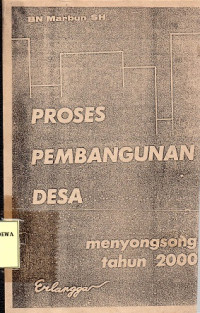 BN Marbun SH
PROSES
PEMBANGUNAN
DESA
menyongsong
tahun 2000
Erlangga